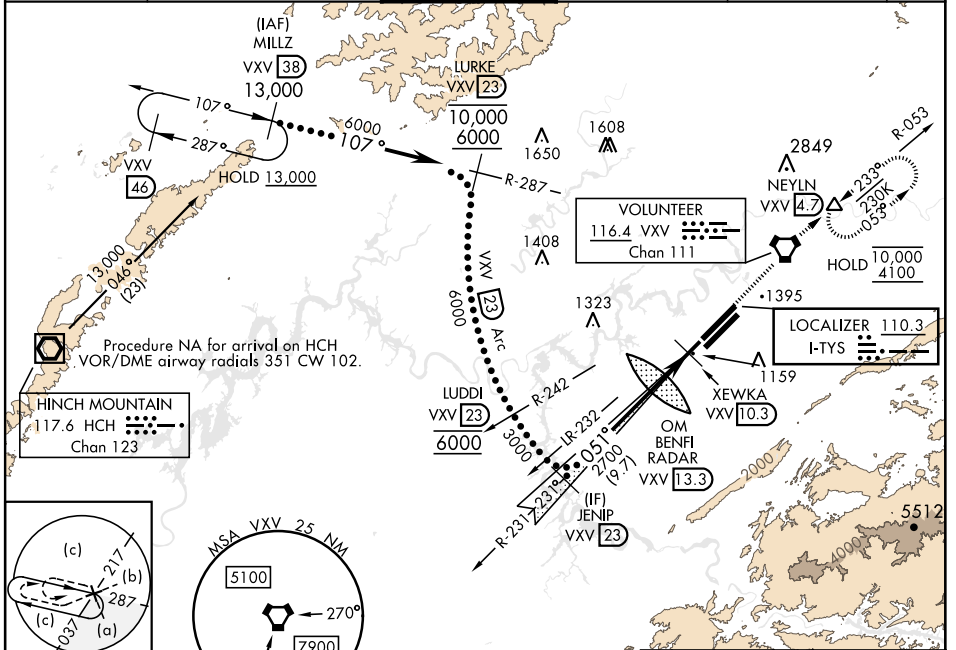 (IAF)
MILLZ
VXV 38
13,000
107°
287°
HOLD 13,000
VXV
46
6000
107°
LURKE
VXV 23
10,000
6000
R-287
1650
1608
1408
1323
2849
NEYLN
VXV 4.7
R-053
233°
230K
053°
HOLD 10,000
4100
VOLUNTEER
116.4 VXV
Chan 111
1395
LOCALIZER 110.3
I-TYS
1159
XEWKA
VXV 10.3
OM
BENFI
RADAR
VXV 13.3
13,000
046°
(23)
Procedure NA for arrival on HCH
VOR/DME airway radials 351 CW 102.
HINCH MOUNTAIN
117.6 HCH
Chan 123
VXV 23 Arc
6000
LUDDI
VXV 23
6000
R-242
3000
LR-232
051°
2700
(9.7)
231°
R-231
(IF)
JENIP
VXV 23
2000
4000
5512
(c)
217
(b)
287
(c)
(a)
037
MSA VXV 25 NM
5100
270°
7900